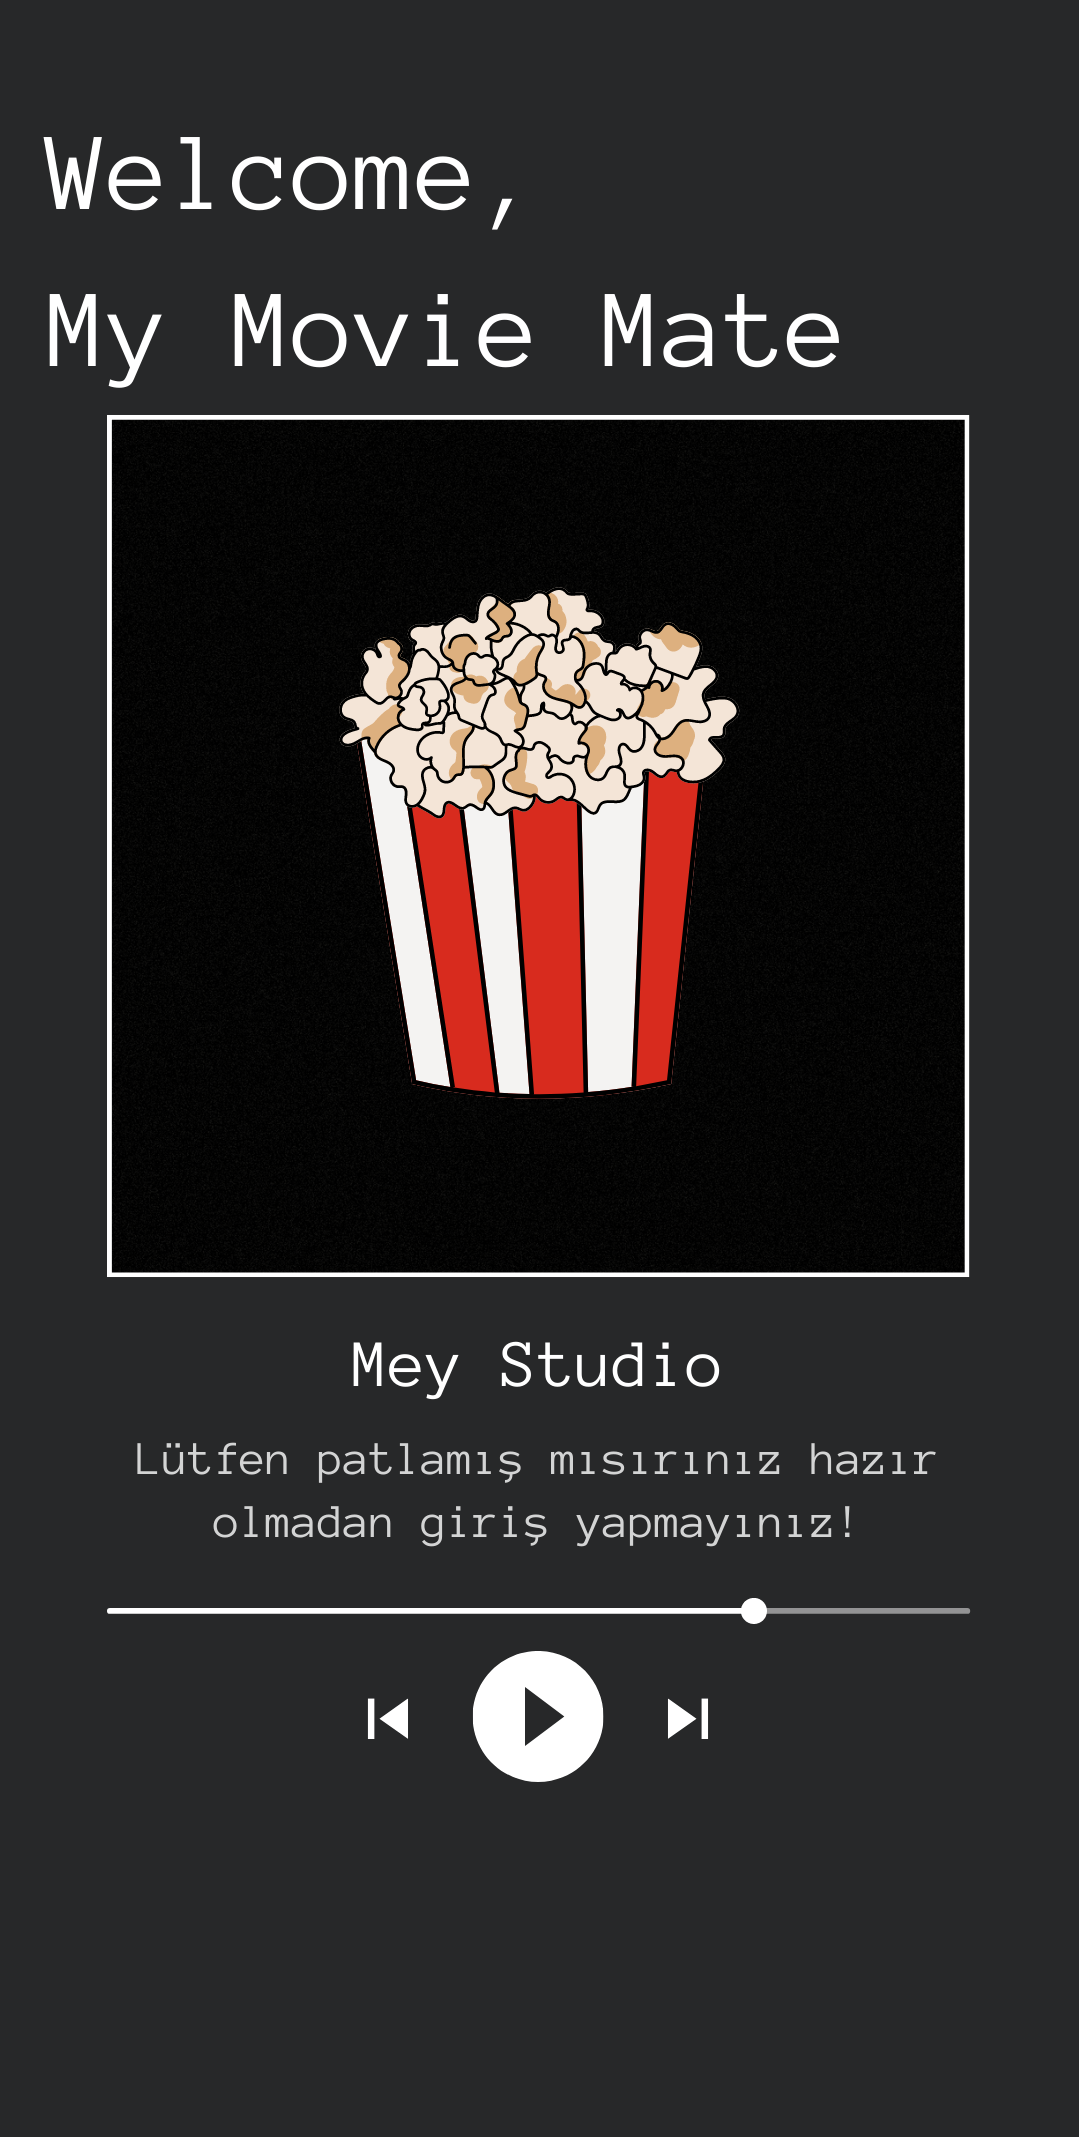 Welcome,
My Movie Mate
Mey Studio
Lütfen patlamış mısırınız hazır
olmadan giriş yapmayınız!